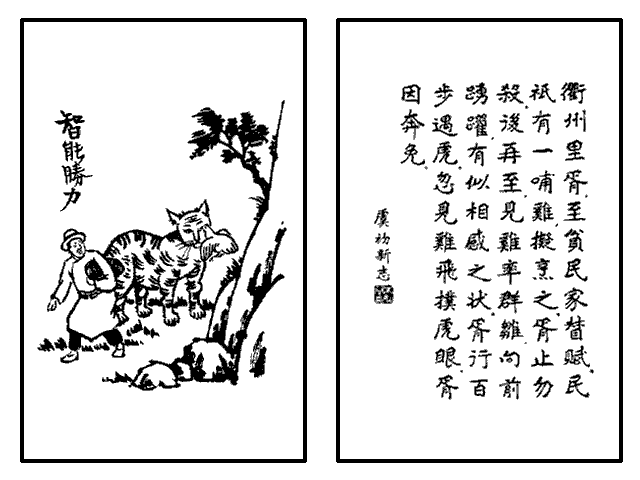 衢州里胥、至貧民家督賦、民
祇有一哺雞、擬烹之、胥止勿
殺、後再至、見雞率群雛、向前
踴躍、有似相感之狀、胥行百
步遇虎、忽見雞飛撲虎眼、胥
因奔免、
虞初新志
智能勝力